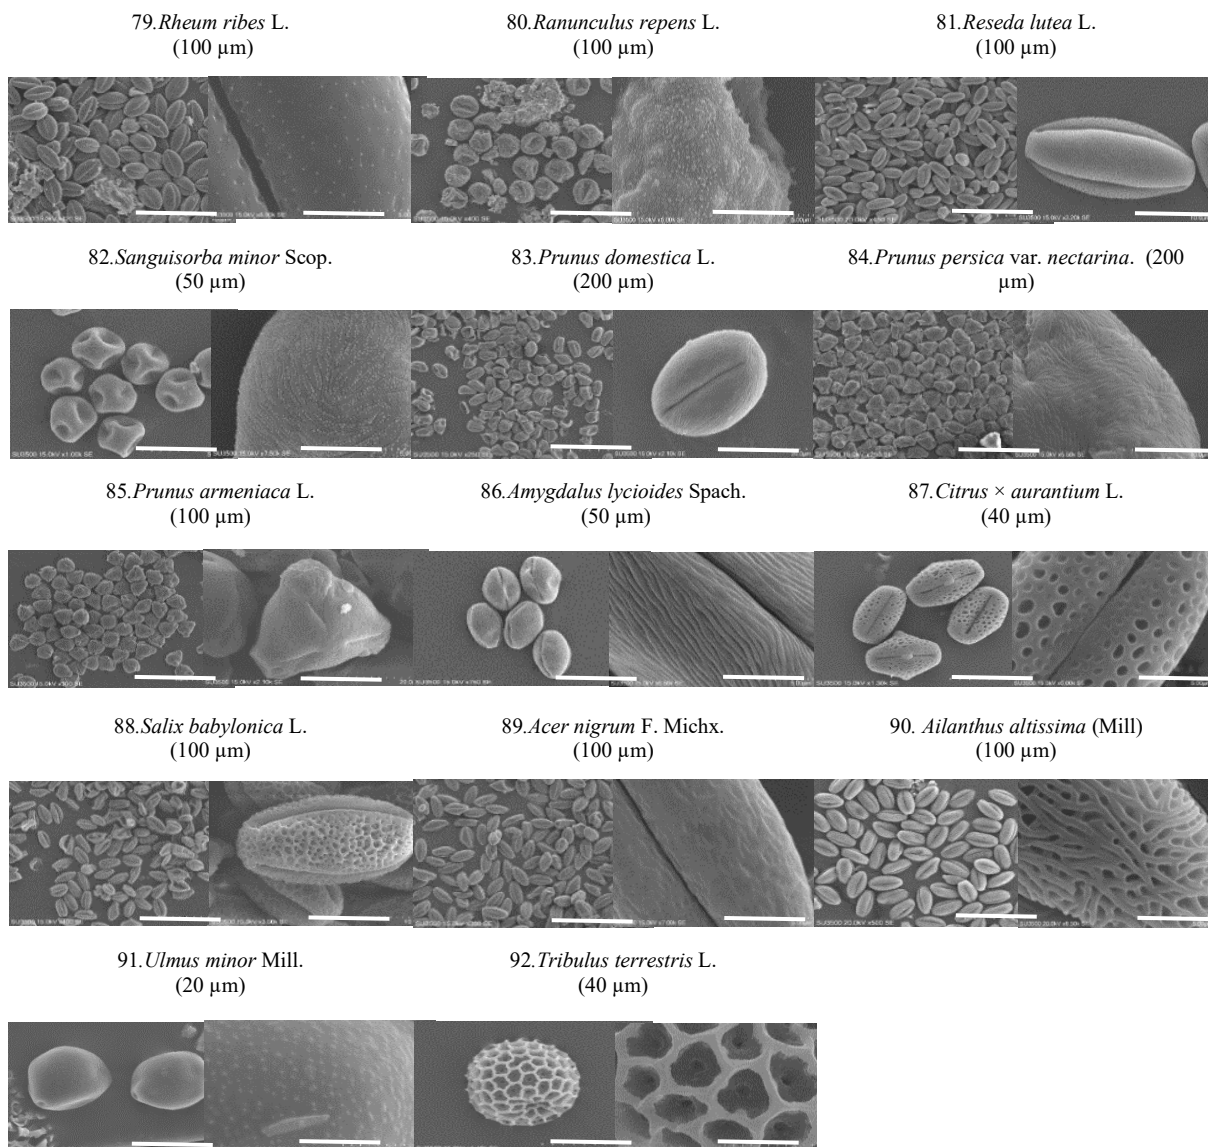 79.Rheum ribes L.
(100 µm)
80.Ranunculus repens L.
(100 µm)
81.Reseda lutea L.
(100 µm)
82.Sanguisorba minor Scop.
(50 µm)
83.Prunus domestica L.
(200 µm)
84.Prunus persica var. nectarina. (200
µm)
85.Prunus armeniaca L.
(100 µm)
86.Amygdalus lycioides Spach.
(50 µm)
87.Citrus × aurantium L.
(40 µm)
88.Salix babylonica L.
(100 µm)
89.Acer nigrum F. Michx.
(100 µm)
90. Ailanthus altissima (Mill)
(100 µm)
91.Ulmus minor Mill.
(20 µm)
92.Tribulus terrestris L.
(40 µm)